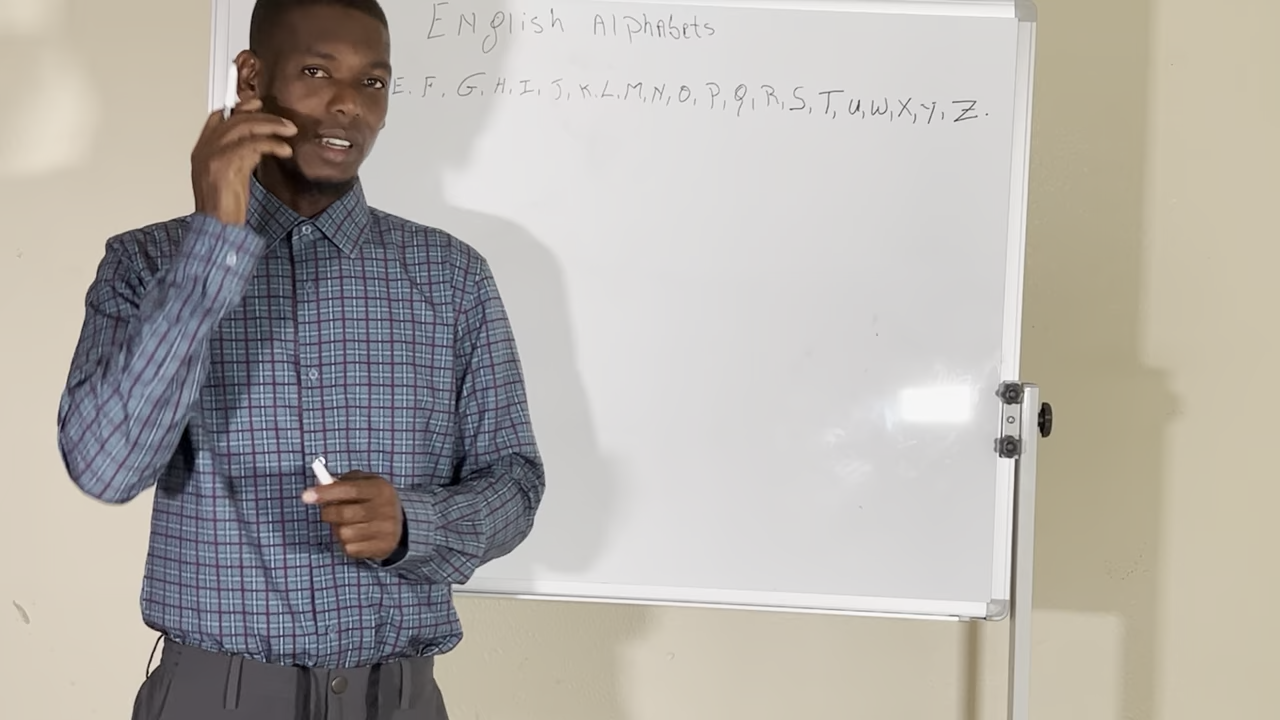 English Alphabets
E. F. G. H. I. J, K. L. M, N, O, P, Q, R, S, T, U, W, X, Y, Z.